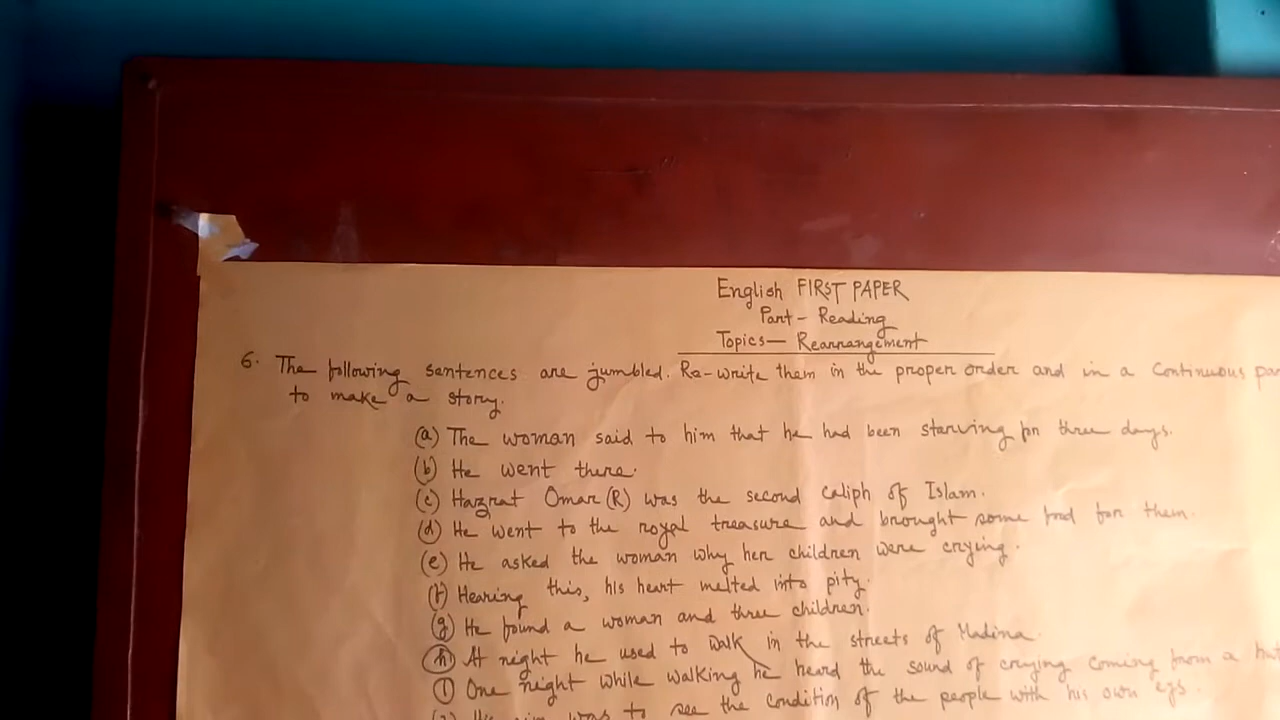 English FIRST PAPER
Part - Reading
Topics - Rearrangement
6. The following sentences are jumbled. Re-write them in the proper order and in a continuous
to make a story.
(a) The woman said to him that he had been starving for three days.
(b) He went there.
(c) Hazrat Omar (R) was the second caliph of Islam.
(d) He went to the royal treasure and brought some food for them.
(e) He asked the woman why her children were crying.
(f) Hearing this, his heart melted into pity.
(g) He found a woman and three children.
(h) At night he used to walk in the streets of Madina.
(i) One night while walking he heard the sound of crying coming from a hut
was to see the condition of the people with his own eys.